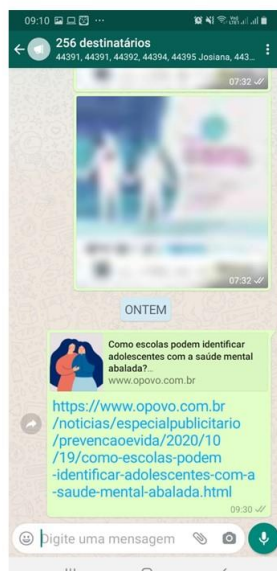 09:10
256 destinatários
44391, 44391, 44392, 44394, 44395 Josiana, 443...
07:32
07:32
ONTEM
Como escolas podem identificar
adolescentes com a saúde mental
abalada?...
www.opovo.com.br
https://www.opovo.com.br
/noticias/especialpublicitario
/prevencaoevida/2020/10
/19/como-escolas-podem
-identificar-adolescentes-com-a
-saude-mental-abalada.html
09:30
Digite uma mensagem